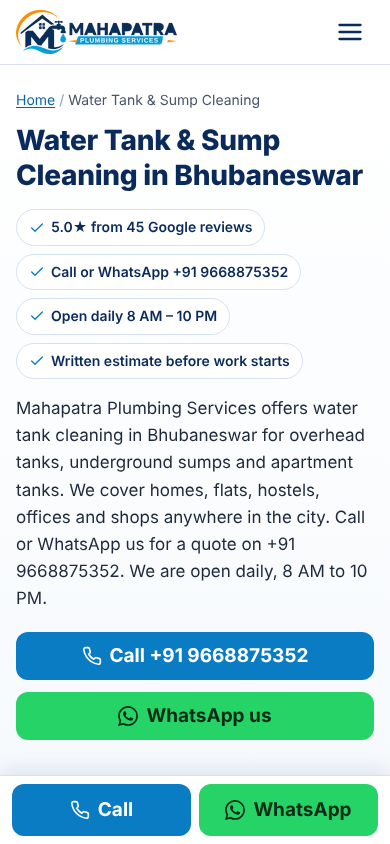 MAHAPATRA
PLUMBING SERVICES
Home / Water Tank & Sump Cleaning
Water Tank & Sump
Cleaning in Bhubaneswar
5.0★ from 45 Google reviews
Call or WhatsApp +91 9668875352
Open daily 8 AM – 10 PM
Written estimate before work starts
Mahapatra Plumbing Services offers water
tank cleaning in Bhubaneswar for overhead
tanks, underground sumps and apartment
tanks. We cover homes, flats, hostels,
offices and shops anywhere in the city. Call
or WhatsApp us for a quote on +91
9668875352. We are open daily, 8 AM to 10
PM.
Call +91 9668875352
WhatsApp us
Call
WhatsApp